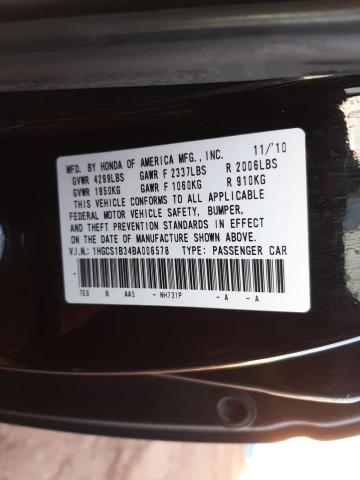 MFD. BY HONDA OF AMERICA MFG., INC. 11/'10
GVWR 4299LBS GAWR F 2337LBS R 2006LBS
GVWR 1950KG GAWR F 1060KG R 910KG
THIS VEHICLE CONFORMS TO ALL APPLICABLE
FEDERAL MOTOR VEHICLE SAFETY, BUMPER,
AND THEFT PREVENTION STANDARDS IN EFFECT
ON THE DATE OF MANUFACTURE SHOWN ABOVE.
V.I.N.: 1HGCS1B34BA006578 TYPE: PASSENGER CAR
TE0 B AA5 - NH731P - A - A